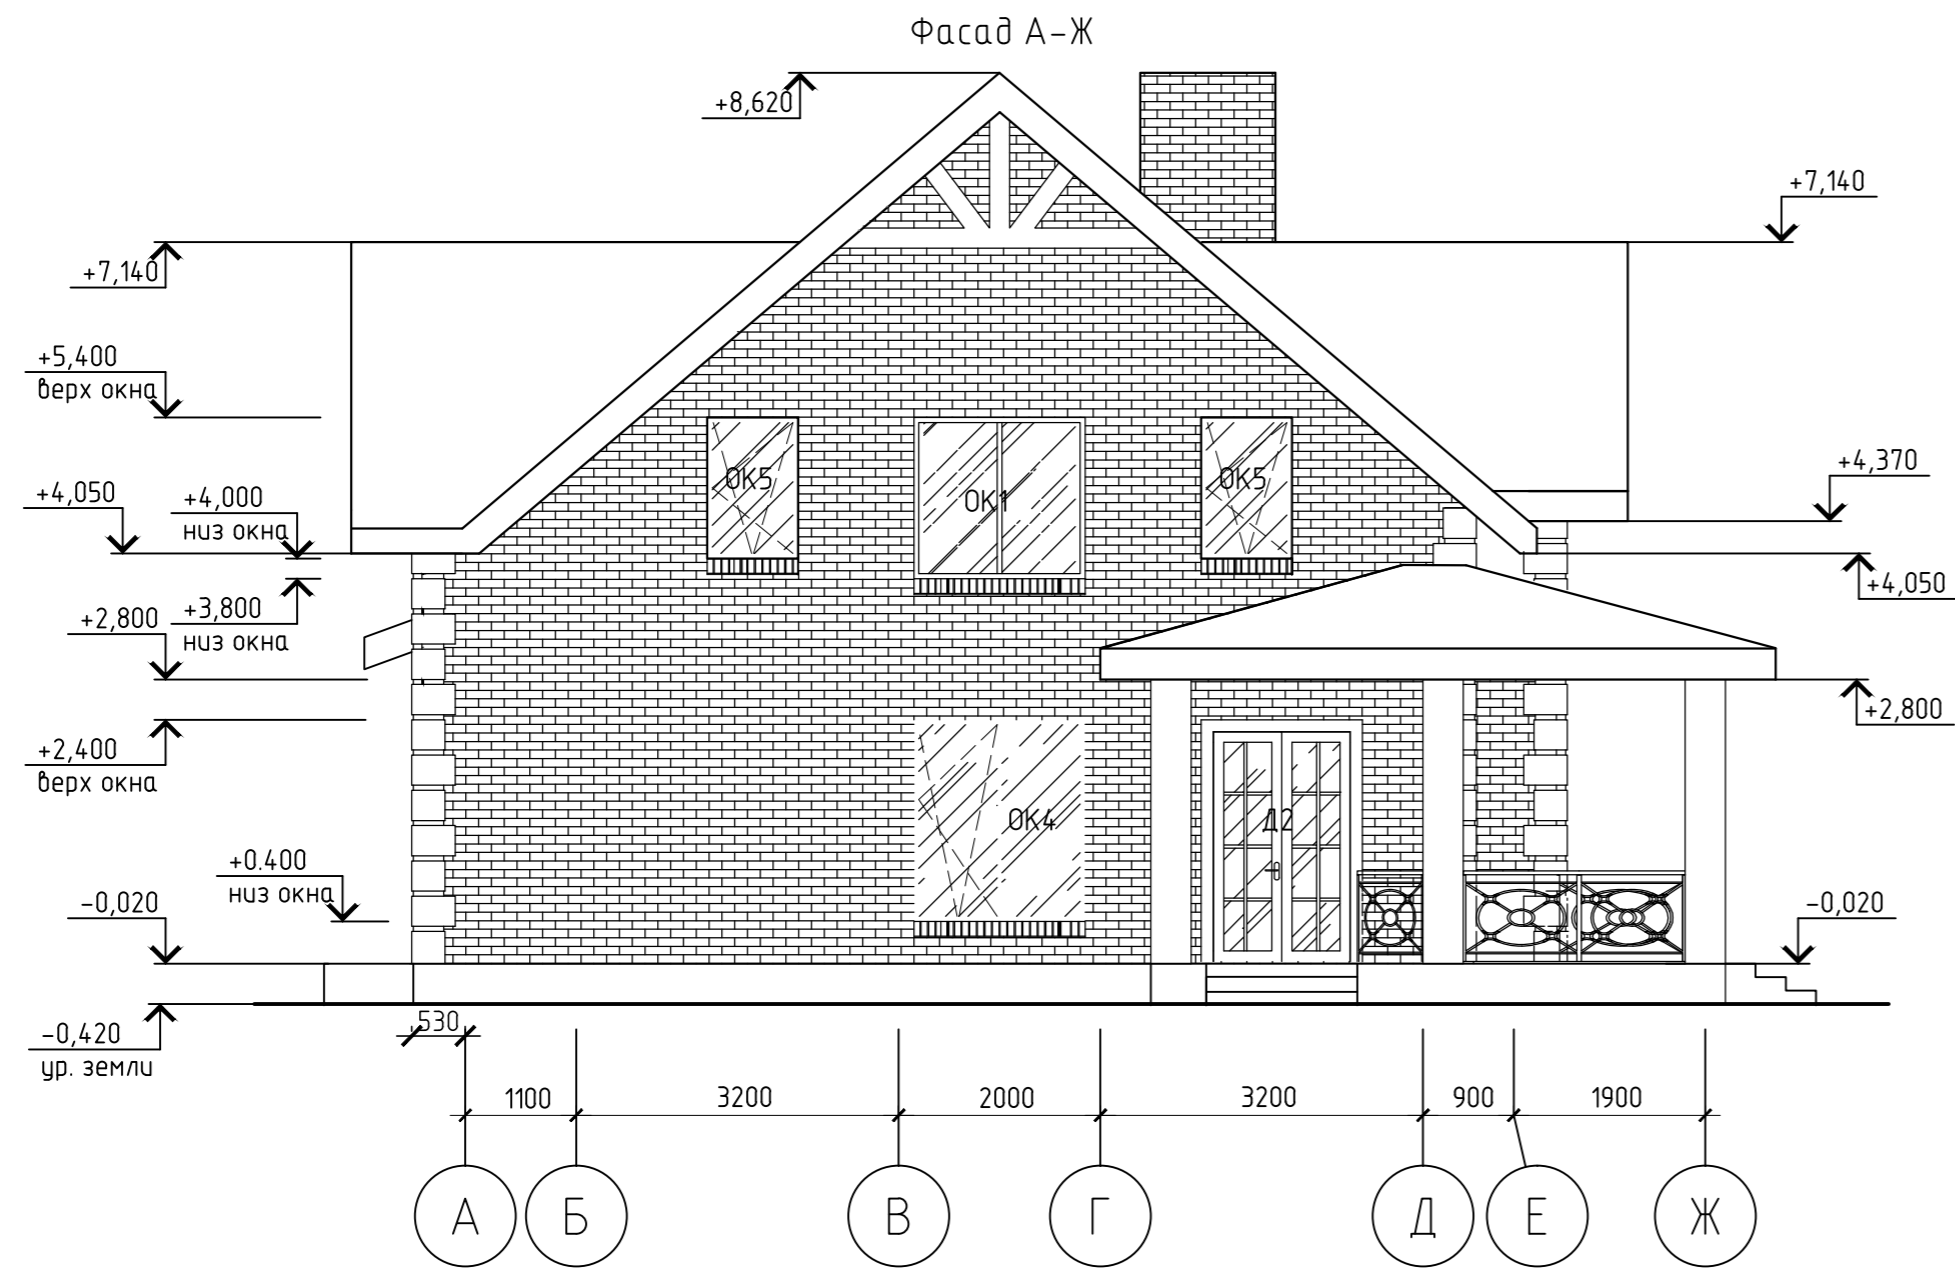 Фасад А-Ж
+8,620
+7,140
+7,140
+5,400
верх окна
+4,370
+4,050
+4,000
низ окна
ОК5
ОК1
ОК5
+4,050
+3,800
низ окна
+2,800
+2,800
+2,400
верх окна
ОК4
Д2
+0.400
низ окна
-0,020
-0,020
-0,420
ур. земли
530
1100
3200
2000
3200
900
1900
А
Б
В
Г
Д
Е
Ж